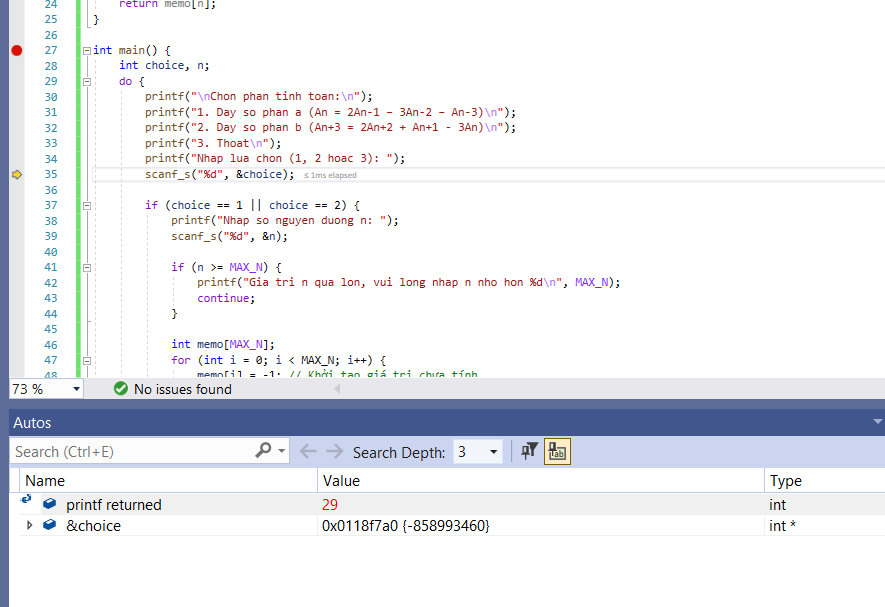 24 return memo[n];
25 }
26
27 int main() {
28 int choice, n;
29 do {
30 printf("\nChon phan tinh toan:\n");
31 printf("1. Day so phan a (An = 2An-1 – 3An-2 – An-3)\n");
32 printf("2. Day so phan b (An+3 = 2An+2 + An+1 - 3An)\n");
33 printf("3. Thoat\n");
34 printf("Nhap lua chon (1, 2 hoac 3): ");
35 scanf_s("%d", &choice); ≤ 1ms elapsed
36
37 if (choice == 1 || choice == 2) {
38 printf("Nhap so nguyen duong n: ");
39 scanf_s("%d", &n);
40
41 if (n >= MAX_N) {
42 printf("Gia tri n qua lon, vui long nhap n nho hon %d\n", MAX_N);
43 continue;
44 }
45
46 int memo[MAX_N];
47 for (int i = 0; i < MAX_N; i++) {
48 memo[i] = -1; // Khởi tạo giá trị chưa tính
73 % No issues found
Autos
Search (Ctrl+E) Search Depth: 3
Name Value Type
printf returned 29 int
&choice 0x0118f7a0 {-858993460} int *